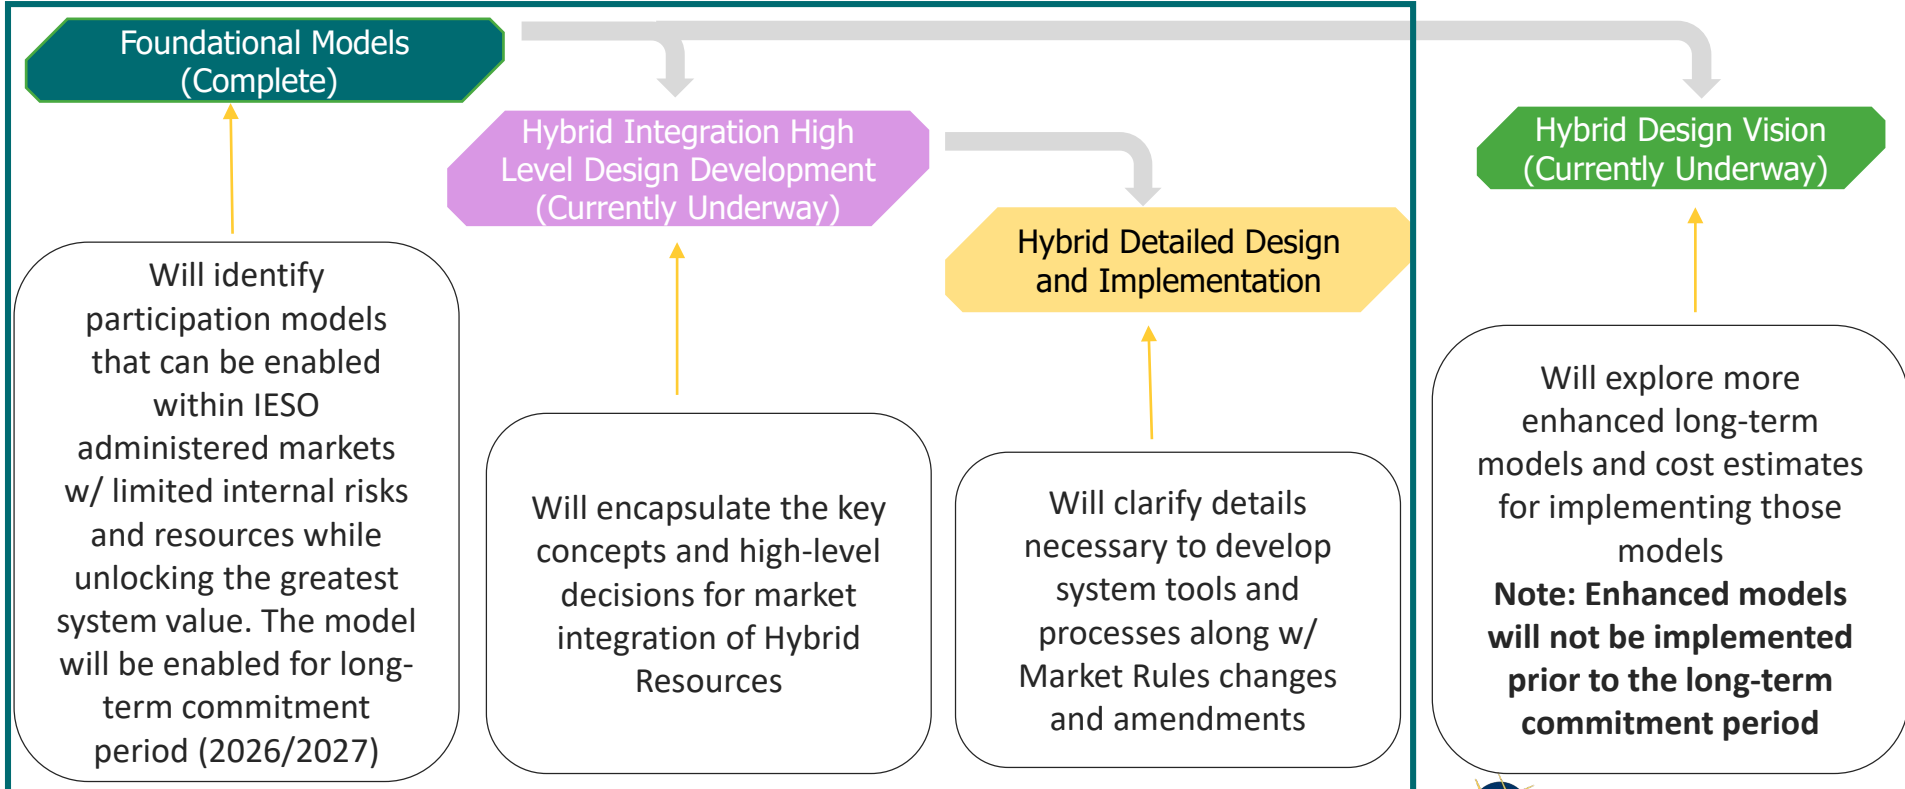 Foundational Models
(Complete)
Hybrid Integration High
Level Design Development
(Currently Underway)
Hybrid Detailed Design
and Implementation
Hybrid Design Vision
(Currently Underway)
Will identify
participation models
that can be enabled
within IESO
administered markets
w/ limited internal risks
and resources while
unlocking the greatest
system value. The model
will be enabled for long-
term commitment
period (2026/2027)
Will encapsulate the key
concepts and high-level
decisions for market
integration of Hybrid
Resources
Will clarify details
necessary to develop
system tools and
processes along w/
Market Rules changes
and amendments
Will explore more
enhanced long-term
models and cost estimates
for implementing those
models
Note: Enhanced models
will not be implemented
prior to the long-term
commitment period